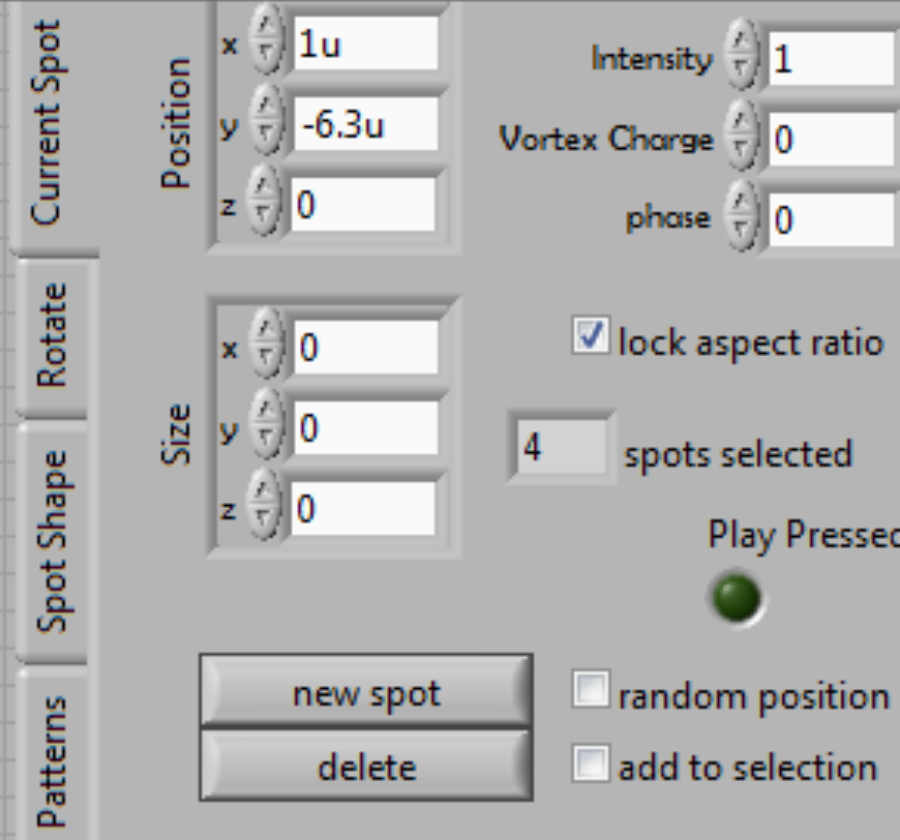 Current Spot
Rotate
Spot Shape
Patterns
Position
x 1u
y -6.3u
z 0
Intensity 1
Vortex Charge 0
phase 0
Size
x 0
y 0
z 0
lock aspect ratio
4 spots selected
Play Pressed
new spot
random position
delete
add to selection